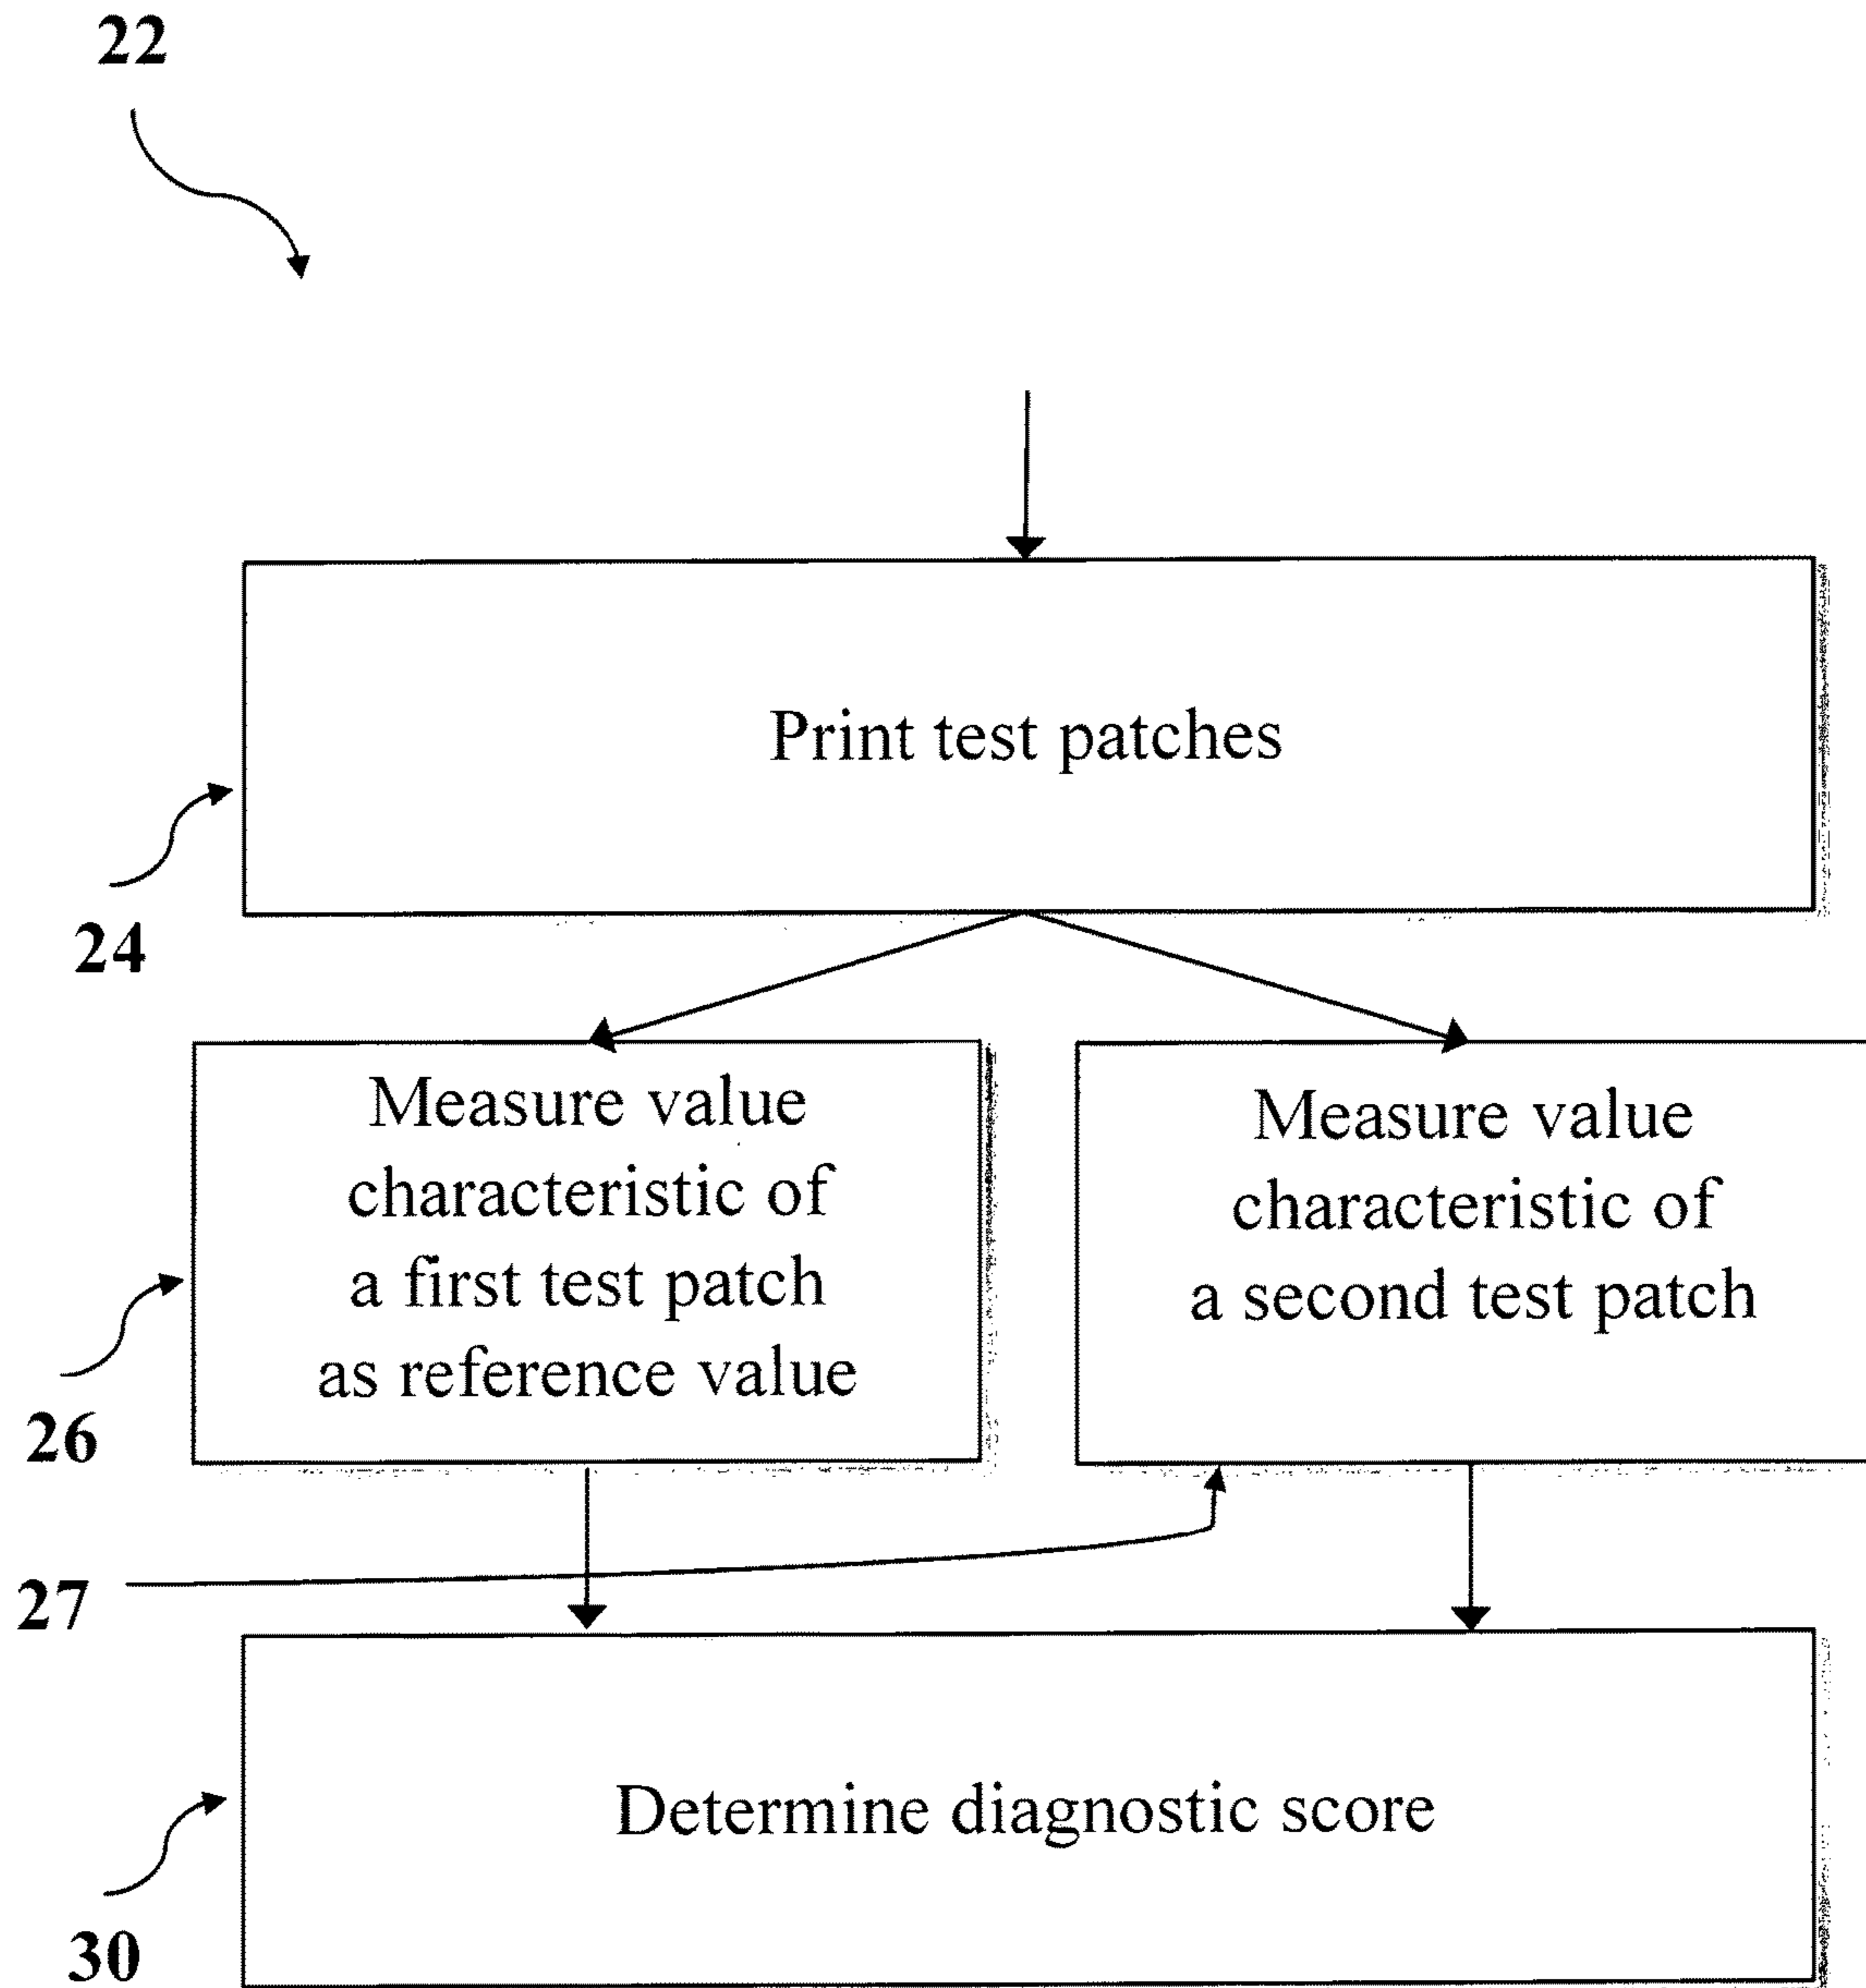 22
Print test patches
24
Measure value
characteristic of
a first test patch
as reference value
Measure value
characteristic of
a second test patch
26
27
Determine diagnostic score
30